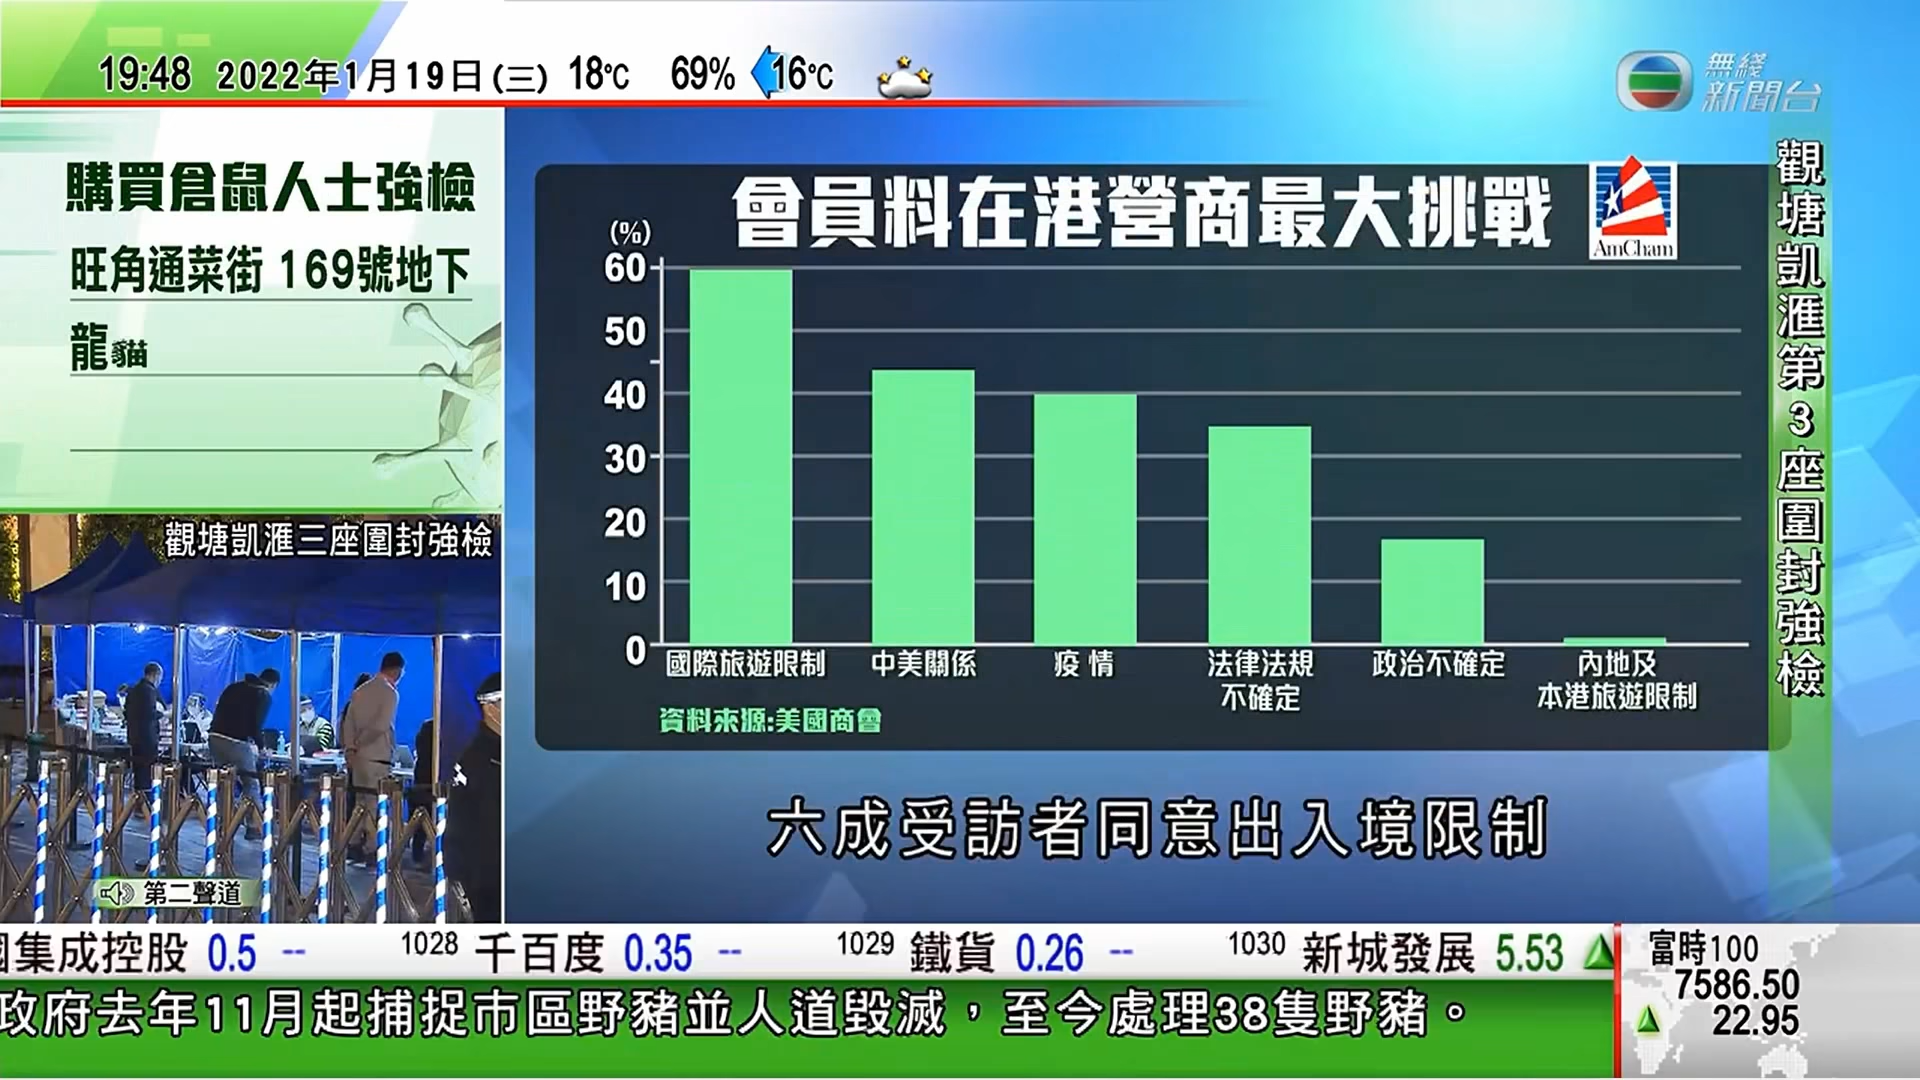 19:48 2022年1月19日(三) 18℃ 69% 16℃
無綫
新聞台
購買倉鼠人士強檢
旺角通菜街 169號地下
龍貓
觀塘凱滙三座圍封強檢
第二聲道
會員料在港營商最大挑戰
AmCham
(%)
60
50
40
30
20
10
0
國際旅遊限制
中美關係
疫情
法律法規
不確定
政治不確定
內地及
本港旅遊限制
資料來源:美國商會
六成受訪者同意出入境限制
觀塘凱滙第3座圍封強檢
集成控股 0.5 -- 1028 千百度 0.35 -- 1029 鐵貨 0.26 -- 1030 新城發展 5.53
政府去年11月起捕捉市區野豬並人道毀滅，至今處理38隻野豬。
富時100
7586.50
22.95